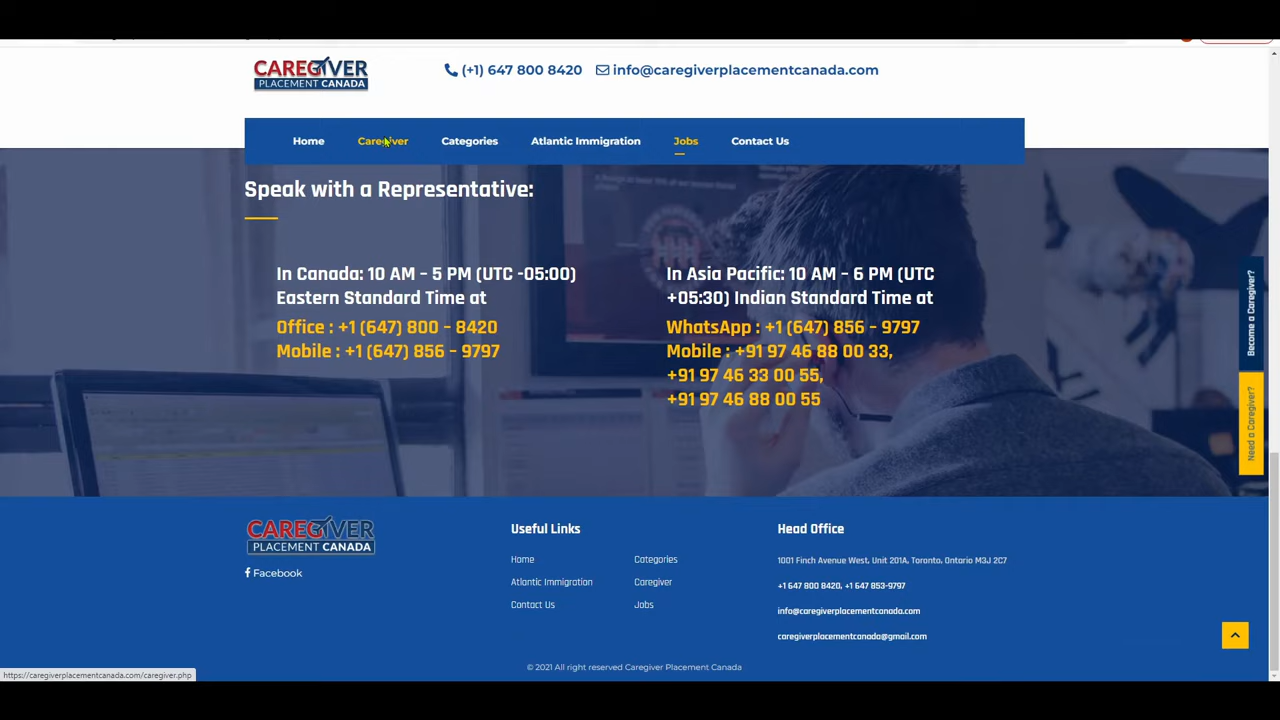 CAREGIVER
PLACEMENT CANADA
(+1) 647 800 8420 info@caregiverplacementcanada.com
Home Caregiver Categories Atlantic Immigration Jobs Contact Us
Speak with a Representative:
In Canada: 10 AM – 5 PM (UTC -05:00)
Eastern Standard Time at
Office : +1 (647) 800 – 8420
Mobile : +1 (647) 856 – 9797
In Asia Pacific: 10 AM – 6 PM (UTC
+05:30) Indian Standard Time at
WhatsApp : +1 (647) 856 – 9797
Mobile : +91 97 46 88 00 33,
+91 97 46 33 00 55,
+91 97 46 88 00 55
Become a Caregiver?
Need a Caregiver?
CAREGIVER
PLACEMENT CANADA
Facebook
Useful Links
Home Categories
Atlantic Immigration Caregiver
Contact Us Jobs
Head Office
1001 Finch Avenue West, Unit 201A, Toronto, Ontario M3J 2C7
+1 647 800 8420, +1 647 853-9797
info@caregiverplacementcanada.com
caregiverplacementcanada@gmail.com
© 2021 All right reserved Caregiver Placement Canada
https://caregiverplacementcanada.com/caregiver.php